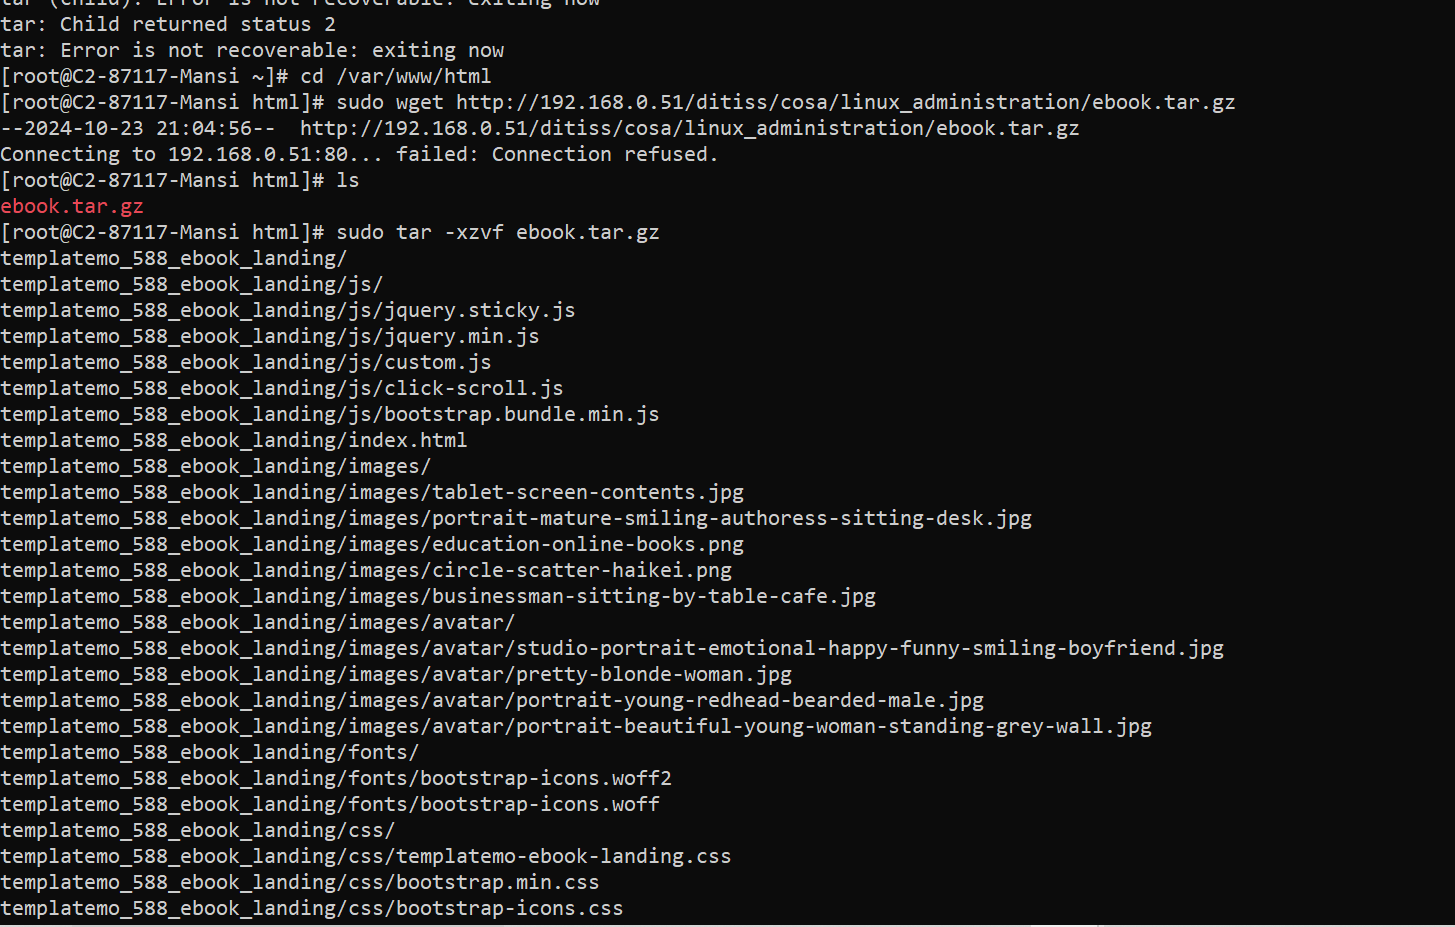 tar (child): Error is not recoverable: exiting now
tar: Child returned status 2
tar: Error is not recoverable: exiting now
[root@C2-87117-Mansi ~]# cd /var/www/html
[root@C2-87117-Mansi html]# sudo wget http://192.168.0.51/ditiss/cosa/linux_administration/ebook.tar.gz
--2024-10-23 21:04:56--  http://192.168.0.51/ditiss/cosa/linux_administration/ebook.tar.gz
Connecting to 192.168.0.51:80... failed: Connection refused.
[root@C2-87117-Mansi html]# ls
ebook.tar.gz
[root@C2-87117-Mansi html]# sudo tar -xzvf ebook.tar.gz
templatemo_588_ebook_landing/
templatemo_588_ebook_landing/js/
templatemo_588_ebook_landing/js/jquery.sticky.js
templatemo_588_ebook_landing/js/jquery.min.js
templatemo_588_ebook_landing/js/custom.js
templatemo_588_ebook_landing/js/click-scroll.js
templatemo_588_ebook_landing/js/bootstrap.bundle.min.js
templatemo_588_ebook_landing/index.html
templatemo_588_ebook_landing/images/
templatemo_588_ebook_landing/images/tablet-screen-contents.jpg
templatemo_588_ebook_landing/images/portrait-mature-smiling-authoress-sitting-desk.jpg
templatemo_588_ebook_landing/images/education-online-books.png
templatemo_588_ebook_landing/images/circle-scatter-haikei.png
templatemo_588_ebook_landing/images/businessman-sitting-by-table-cafe.jpg
templatemo_588_ebook_landing/images/avatar/
templatemo_588_ebook_landing/images/avatar/studio-portrait-emotional-happy-funny-smiling-boyfriend.jpg
templatemo_588_ebook_landing/images/avatar/pretty-blonde-woman.jpg
templatemo_588_ebook_landing/images/avatar/portrait-young-redhead-bearded-male.jpg
templatemo_588_ebook_landing/images/avatar/portrait-beautiful-young-woman-standing-grey-wall.jpg
templatemo_588_ebook_landing/fonts/
templatemo_588_ebook_landing/fonts/bootstrap-icons.woff2
templatemo_588_ebook_landing/fonts/bootstrap-icons.woff
templatemo_588_ebook_landing/css/
templatemo_588_ebook_landing/css/templatemo-ebook-landing.css
templatemo_588_ebook_landing/css/bootstrap.min.css
templatemo_588_ebook_landing/css/bootstrap-icons.css